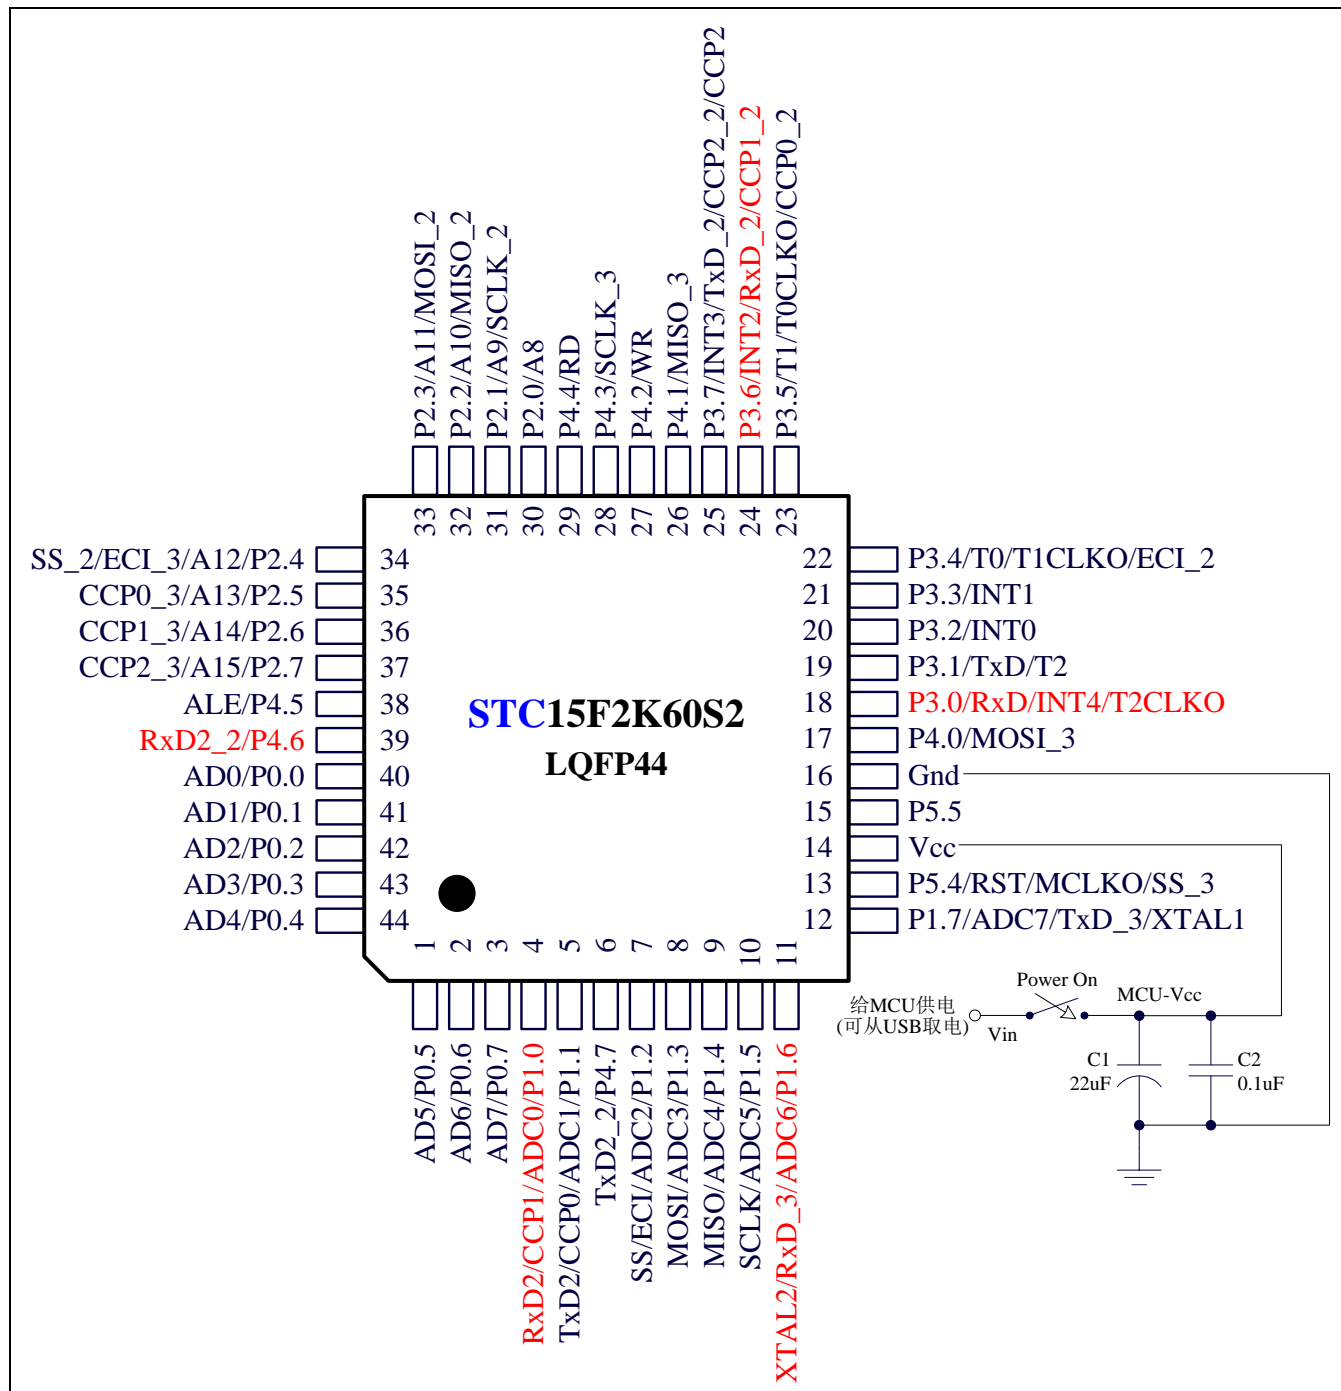 P2.3/A11/MOSI_2
P2.2/A10/MISO_2
P2.1/A9/SCLK_2
P2.0/A8
P4.4/RD
P4.3/SCLK_3
P4.2/WR
P4.1/MISO_3
P3.7/INT3/TxD_2/CCP2_2/CCP2
P3.6/INT2/RxD_2/CCP1_2
P3.5/T1/T0CLKO/CCP0_2
33
32
31
30
29
28
27
26
25
24
23
SS_2/ECI_3/A12/P2.4 34
CCP0_3/A13/P2.5 35
CCP1_3/A14/P2.6 36
CCP2_3/A15/P2.7 37
ALE/P4.5 38
RxD2_2/P4.6 39
AD0/P0.0 40
AD1/P0.1 41
AD2/P0.2 42
AD3/P0.3 43
AD4/P0.4 44
STC15F2K60S2
LQFP44
22 P3.4/T0/T1CLKO/ECI_2
21 P3.3/INT1
20 P3.2/INT0
19 P3.1/TxD/T2
18 P3.0/RxD/INT4/T2CLKO
17 P4.0/MOSI_3
16 Gnd
15 P5.5
14 Vcc
13 P5.4/RST/MCLKO/SS_3
12 P1.7/ADC7/TxD_3/XTAL1
1
2
3
4
5
6
7
8
9
10
11
AD5/P0.5
AD6/P0.6
AD7/P0.7
RxD2/CCP1/ADC0/P1.0
TxD2/CCP0/ADC1/P1.1
TxD2_2/P4.7
SS/ECI/ADC2/P1.2
MOSI/ADC3/P1.3
MISO/ADC4/P1.4
SCLK/ADC5/P1.5
XTAL2/RxD_3/ADC6/P1.6
给MCU供电
(可从USB取电)
Vin
Power On
MCU-Vcc
C1
22uF
C2
0.1uF